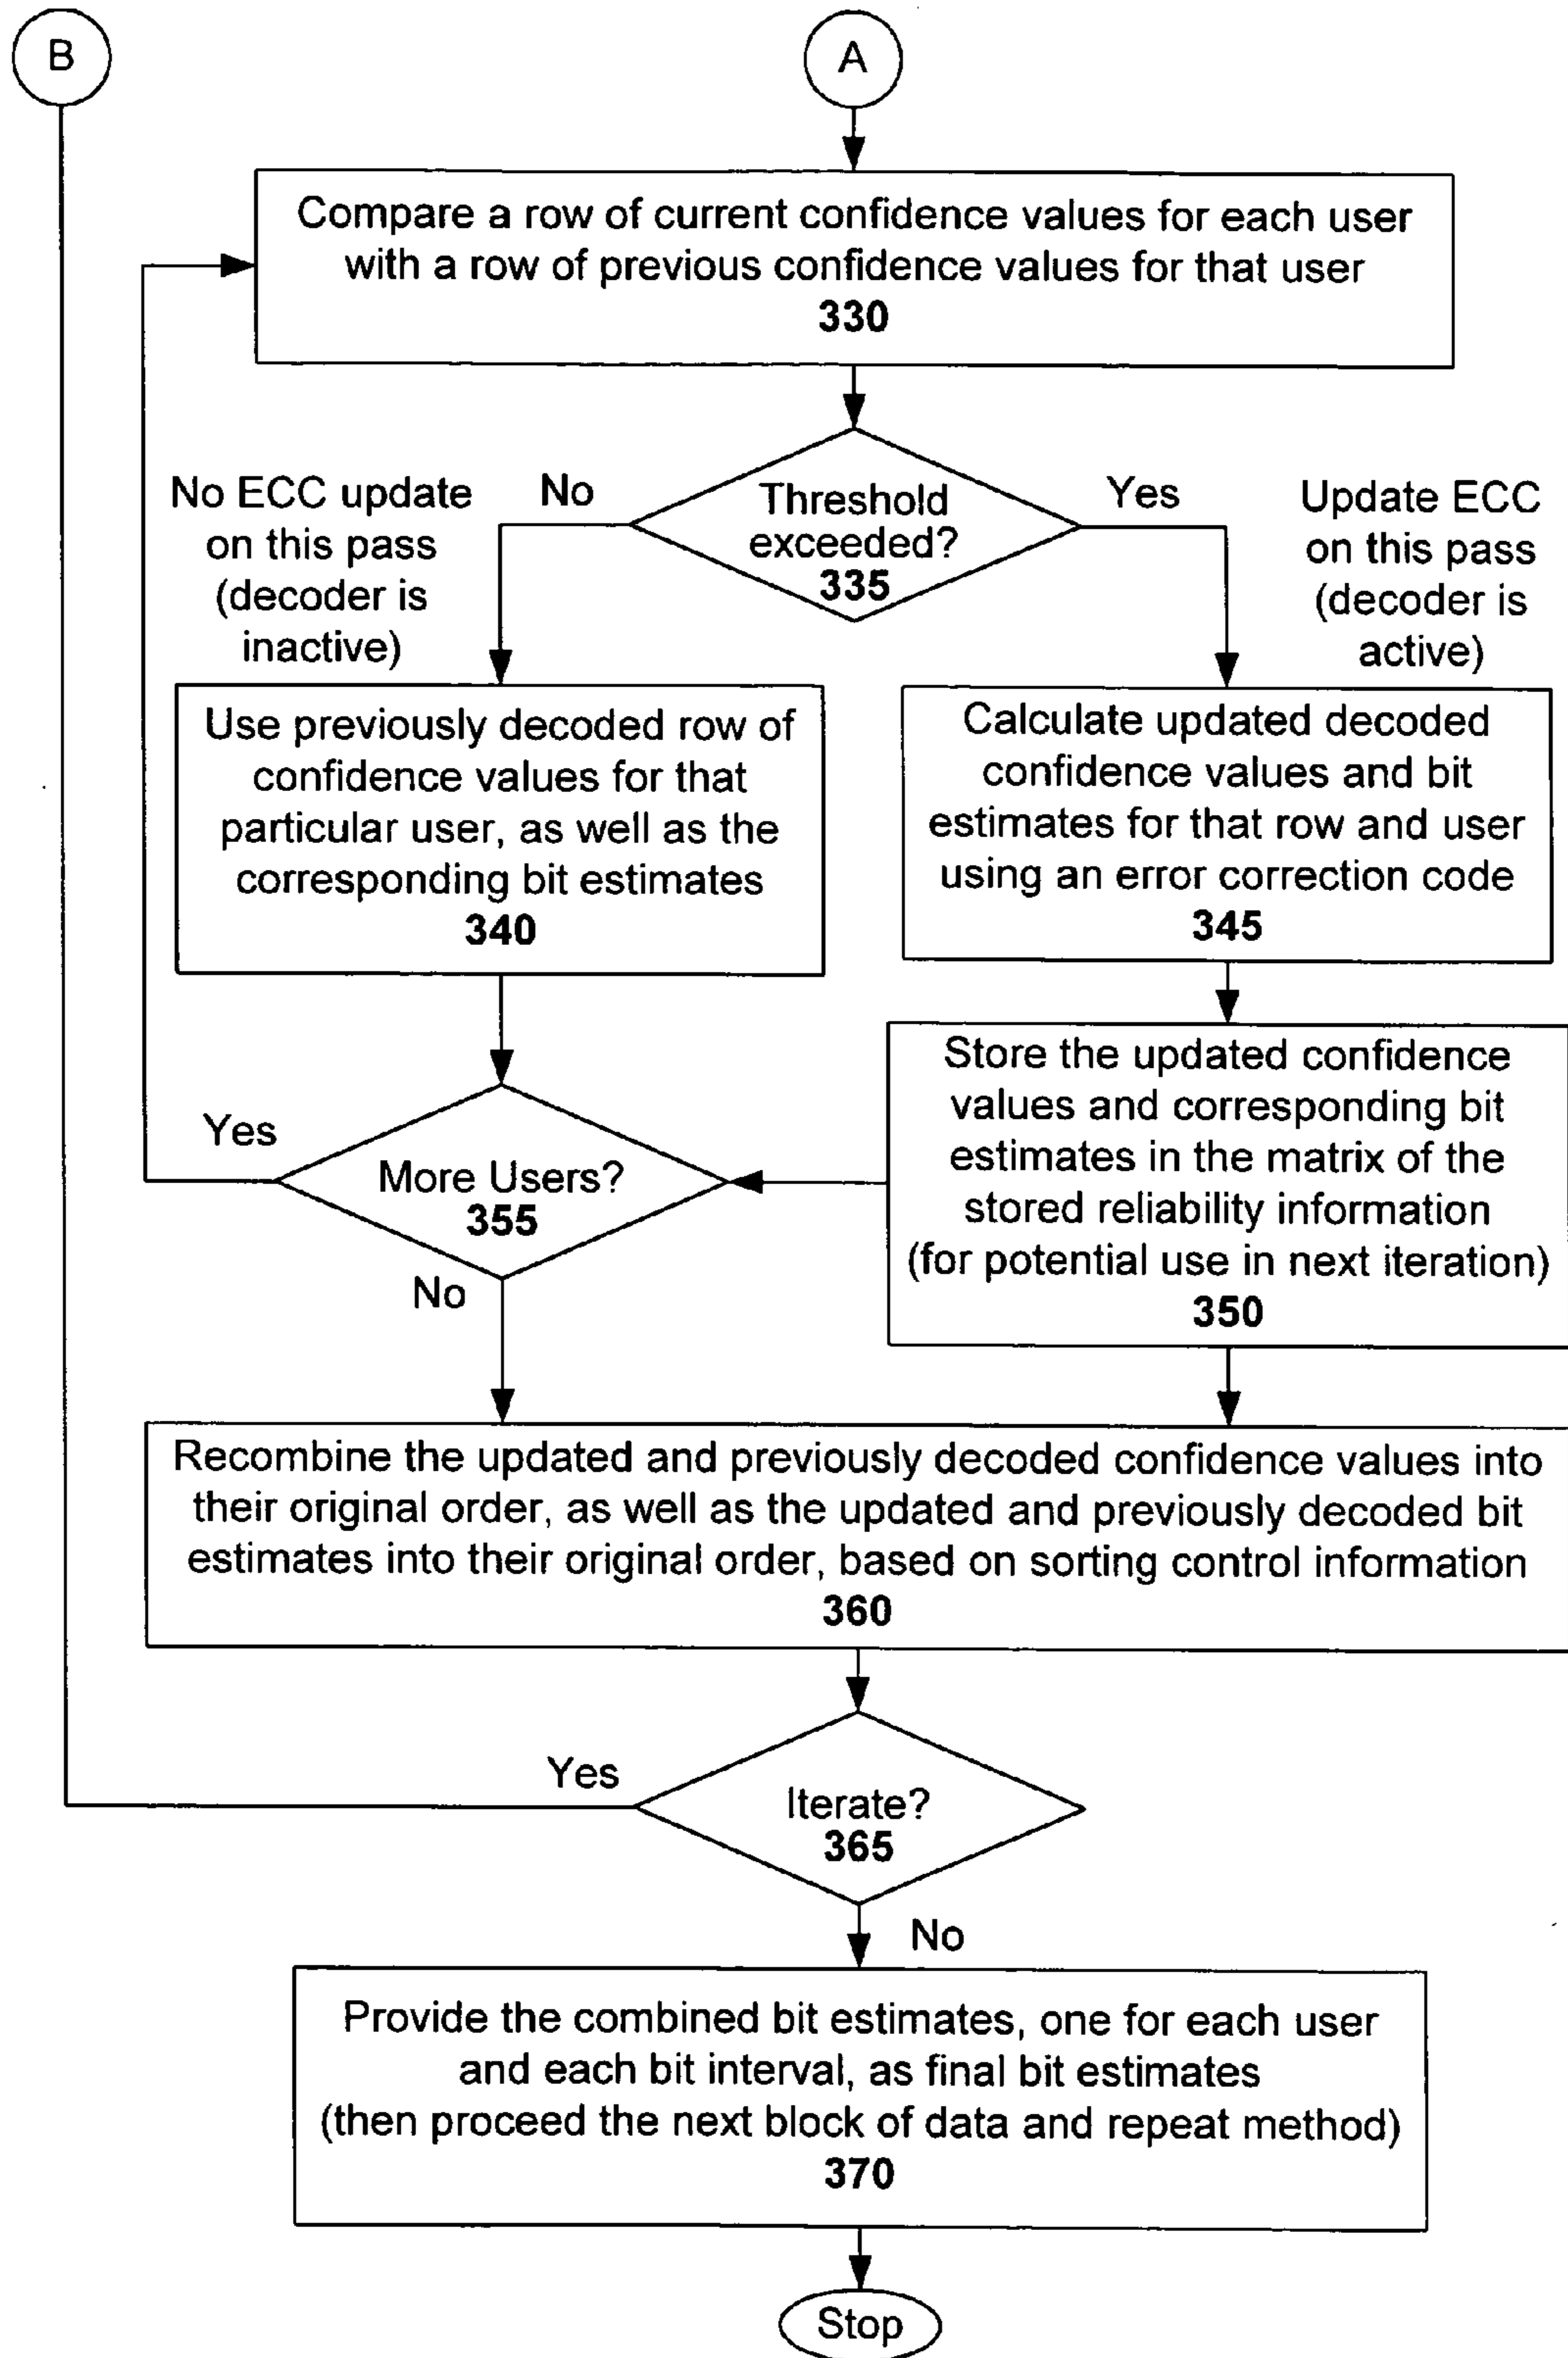 B
A
Compare a row of current confidence values for each user
with a row of previous confidence values for that user
330
No ECC update
on this pass
(decoder is
inactive)
No
Threshold
exceeded?
335
Yes
Update ECC
on this pass
(decoder is
active)
Use previously decoded row of
confidence values for that
particular user, as well as the
corresponding bit estimates
340
Calculate updated decoded
confidence values and bit
estimates for that row and user
using an error correction code
345
Store the updated confidence
values and corresponding bit
estimates in the matrix of the
stored reliability information
(for potential use in next iteration)
350
Yes
More Users?
355
No
Recombine the updated and previously decoded confidence values into
their original order, as well as the updated and previously decoded bit
estimates into their original order, based on sorting control information
360
Yes
Iterate?
365
No
Provide the combined bit estimates, one for each user
and each bit interval, as final bit estimates
(then proceed the next block of data and repeat method)
370
Stop